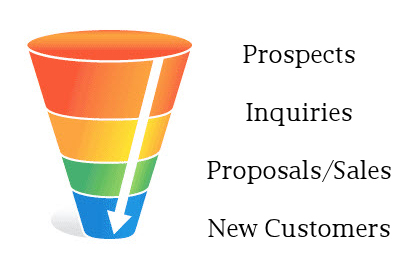 Prospects
Inquiries
Proposals/Sales
New Customers